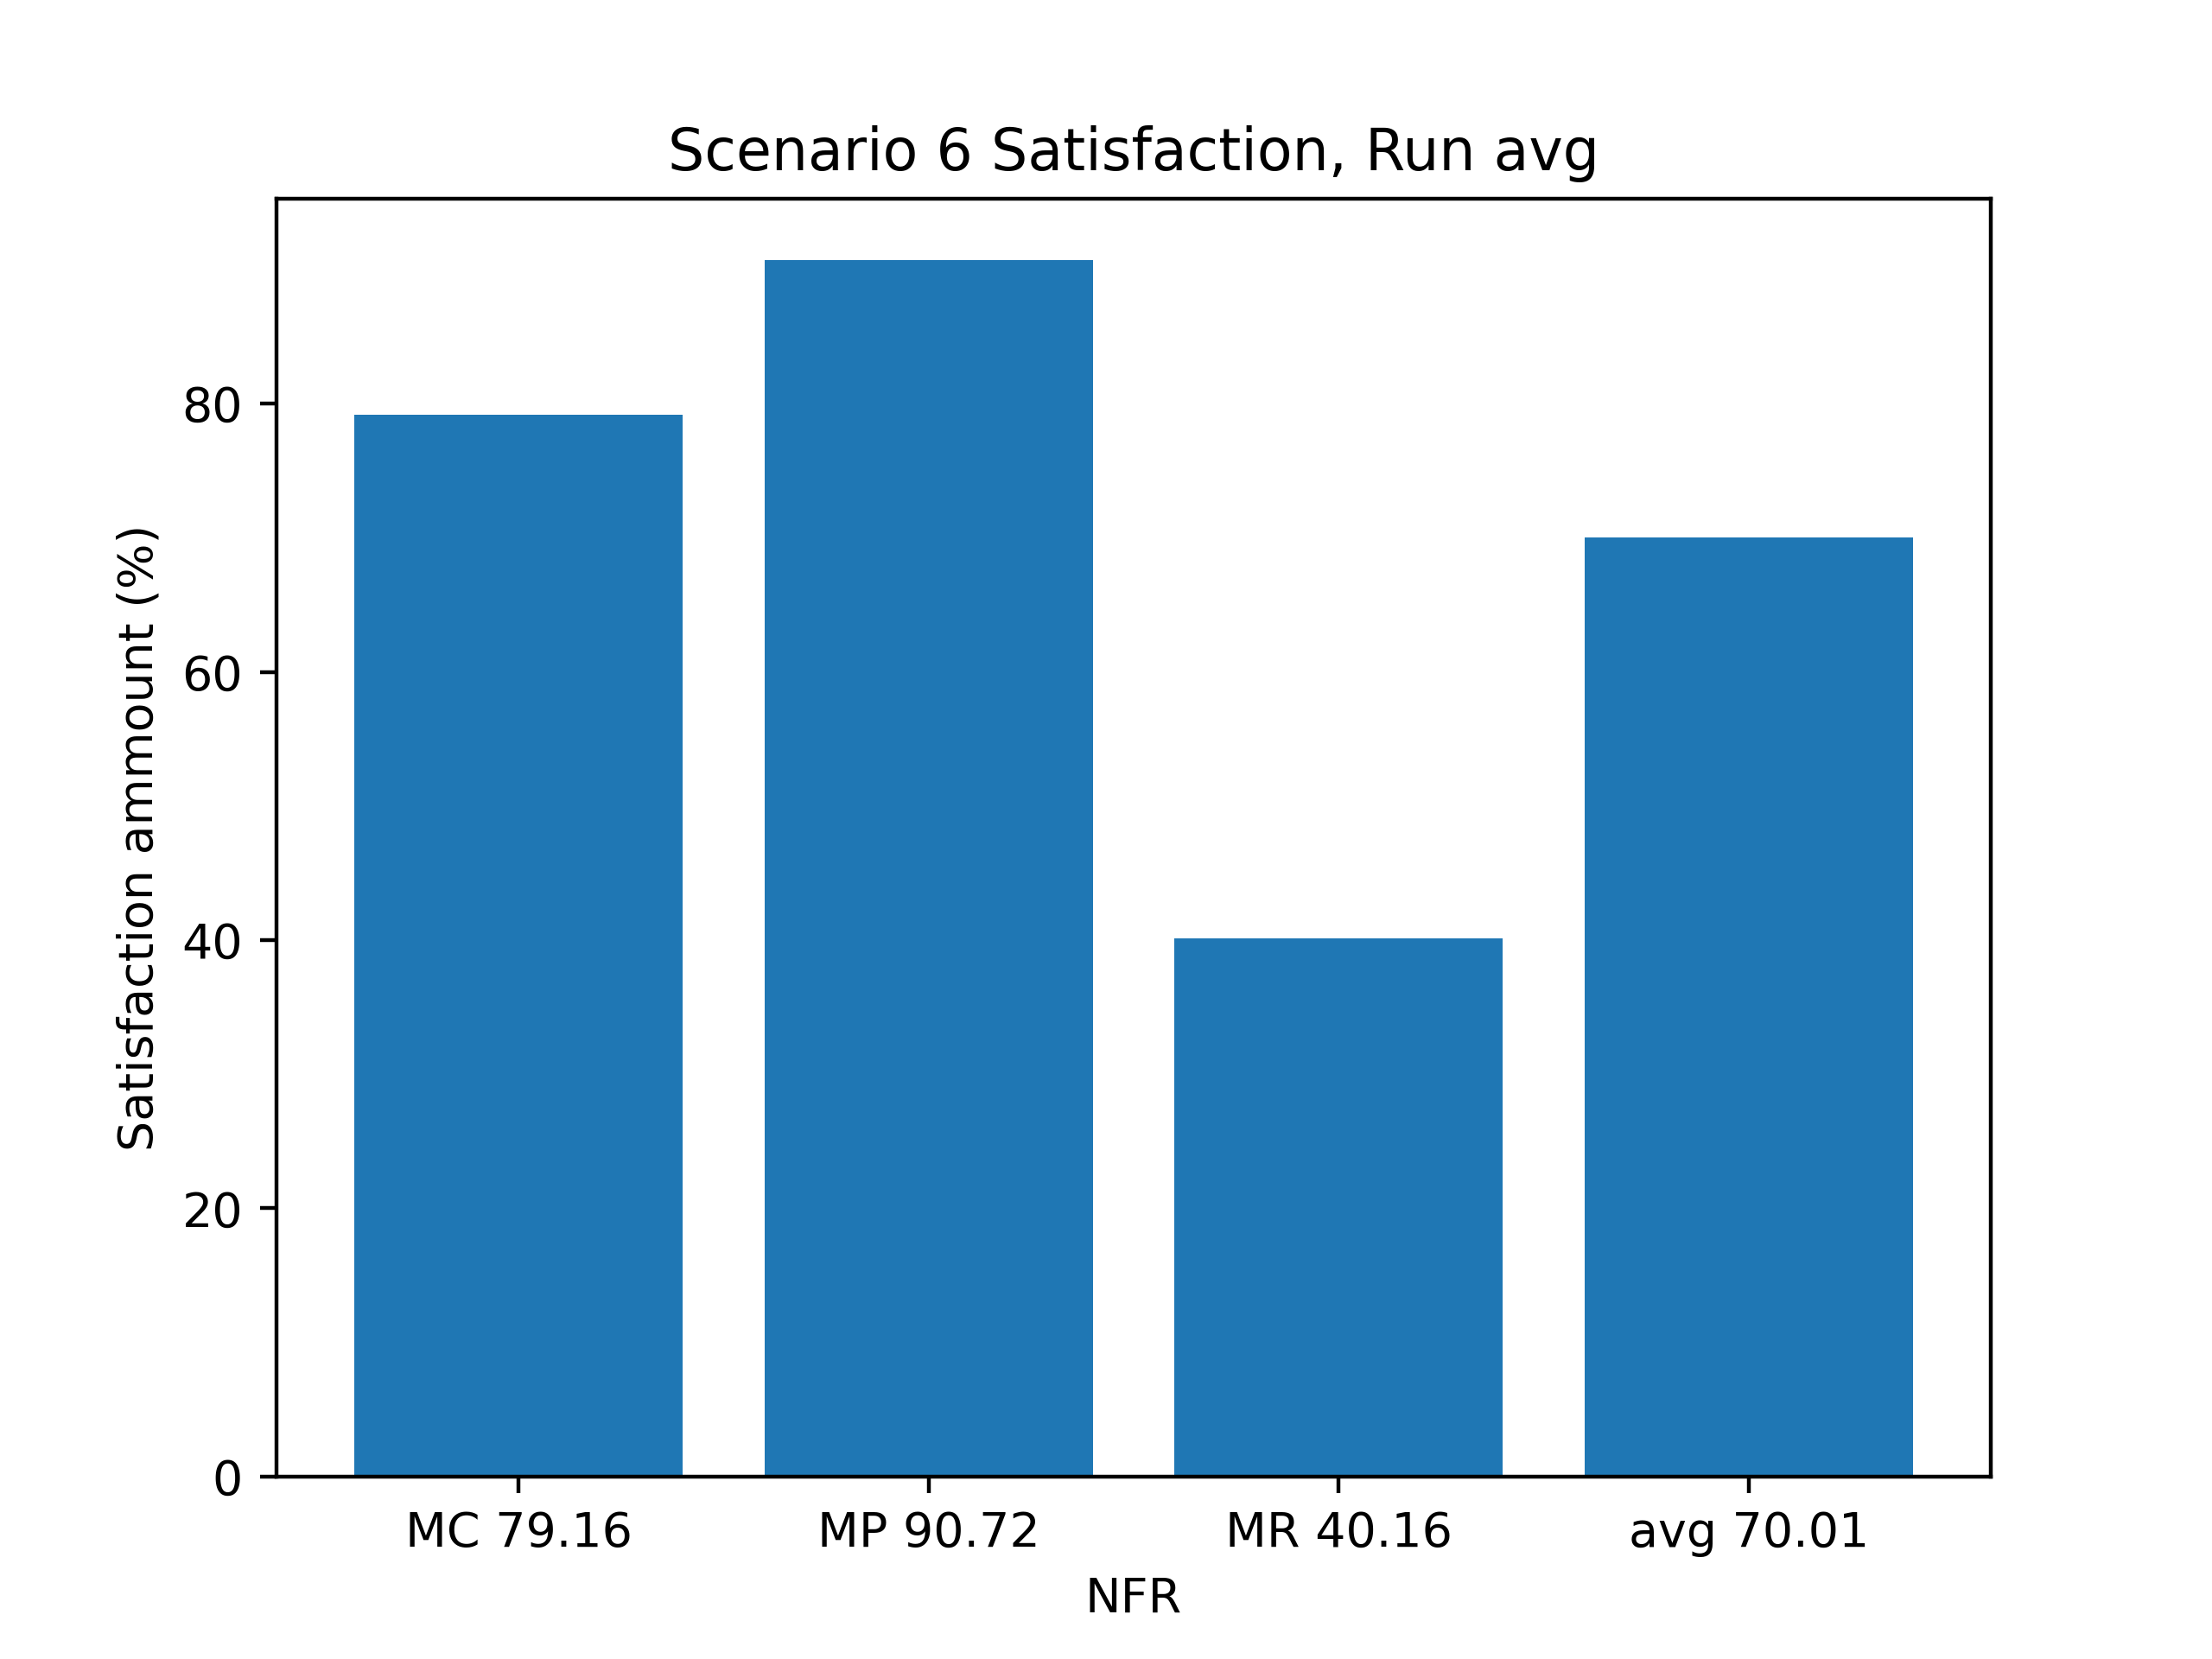 Scenario 6 Satisfaction, Run avg
Satisfaction ammount (%)
80
60
40
20
0
MC 79.16 MP 90.72 MR 40.16 avg 70.01
NFR